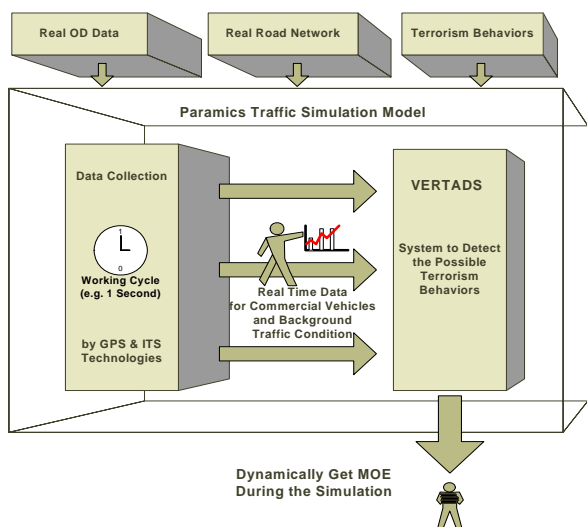 Real OD Data
Real Road Network
Terrorism Behaviors
Paramics Traffic Simulation Model
Data Collection
1
0
Working Cycle
(e.g. 1 Second)
by GPS & ITS
Technologies
Real Time Data
for Commercial Vehicles
and Background
Traffic Condition
VERTADS
System to Detect
the Possible
Terrorism
Behaviors
Dynamically Get MOE
During the Simulation